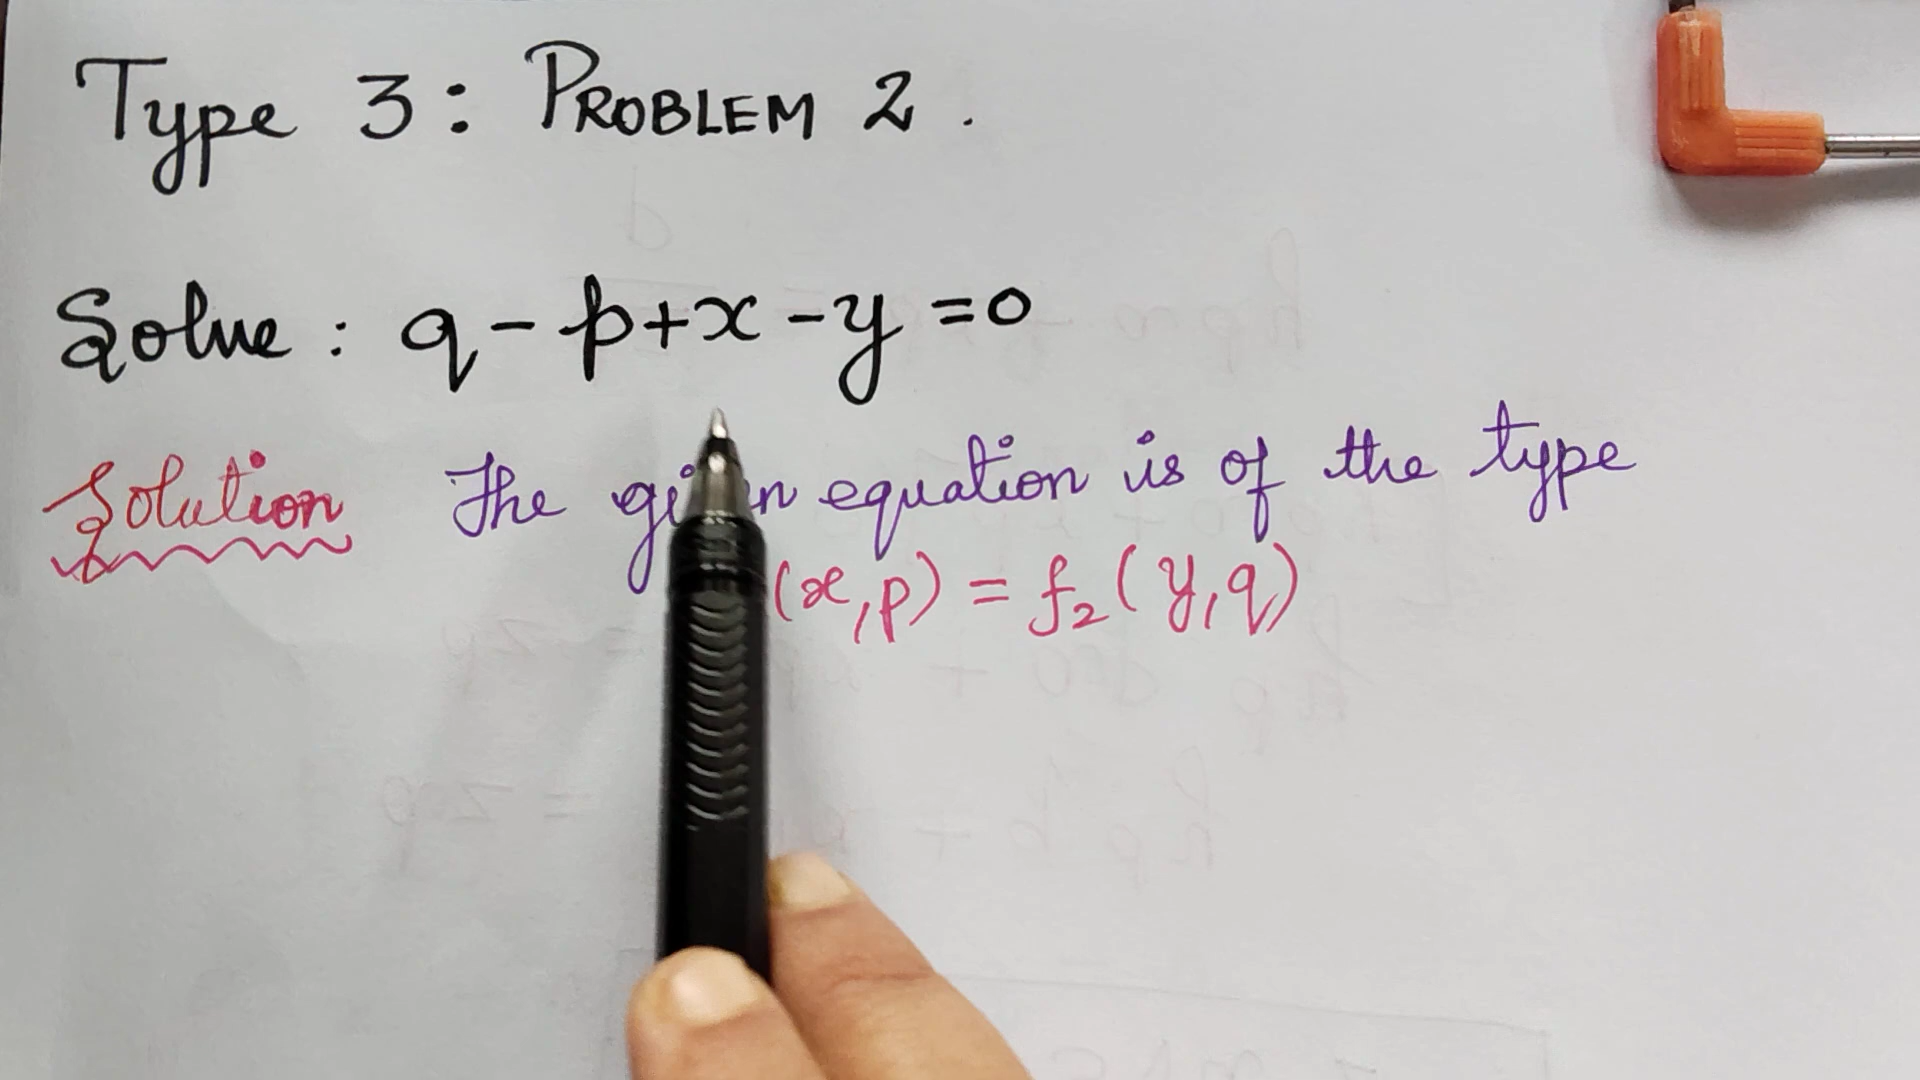 Type 3: PROBLEM 2.
Solve: q - p + x - y = 0
Solution The equation is of the type
(x, p) = f₂(y, q)